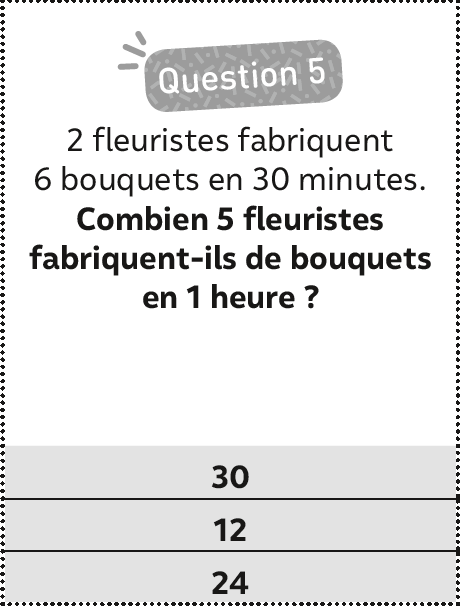 Question 5
2 fleuristes fabriquent
6 bouquets en 30 minutes.
Combien 5 fleuristes
fabriquent-ils de bouquets
en 1 heure ?
30
12
24